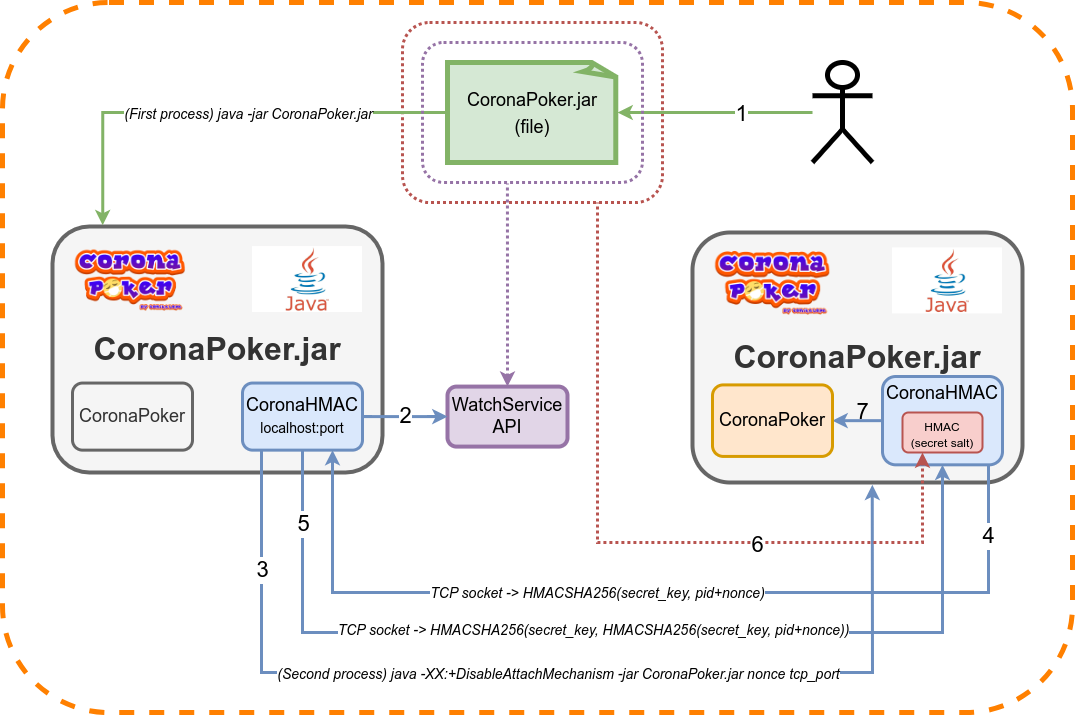 CoronaPoker.jar
(file)
1
(First process) java -jar CoronaPoker.jar
corona
poker
Java
CoronaPoker.jar
CoronaPoker
CoronaHMAC
localhost:port
2
WatchService
API
corona
poker
Java
CoronaPoker.jar
CoronaPoker
7
CoronaHMAC
HMAC
(secret salt)
5
3
6
4
TCP socket -> HMACSHA256(secret_key, pid+nonce)
TCP socket -> HMACSHA256(secret_key, HMACSHA256(secret_key, pid+nonce))
(Second process) java -XX:+DisableAttachMechanism -jar CoronaPoker.jar nonce tcp_port